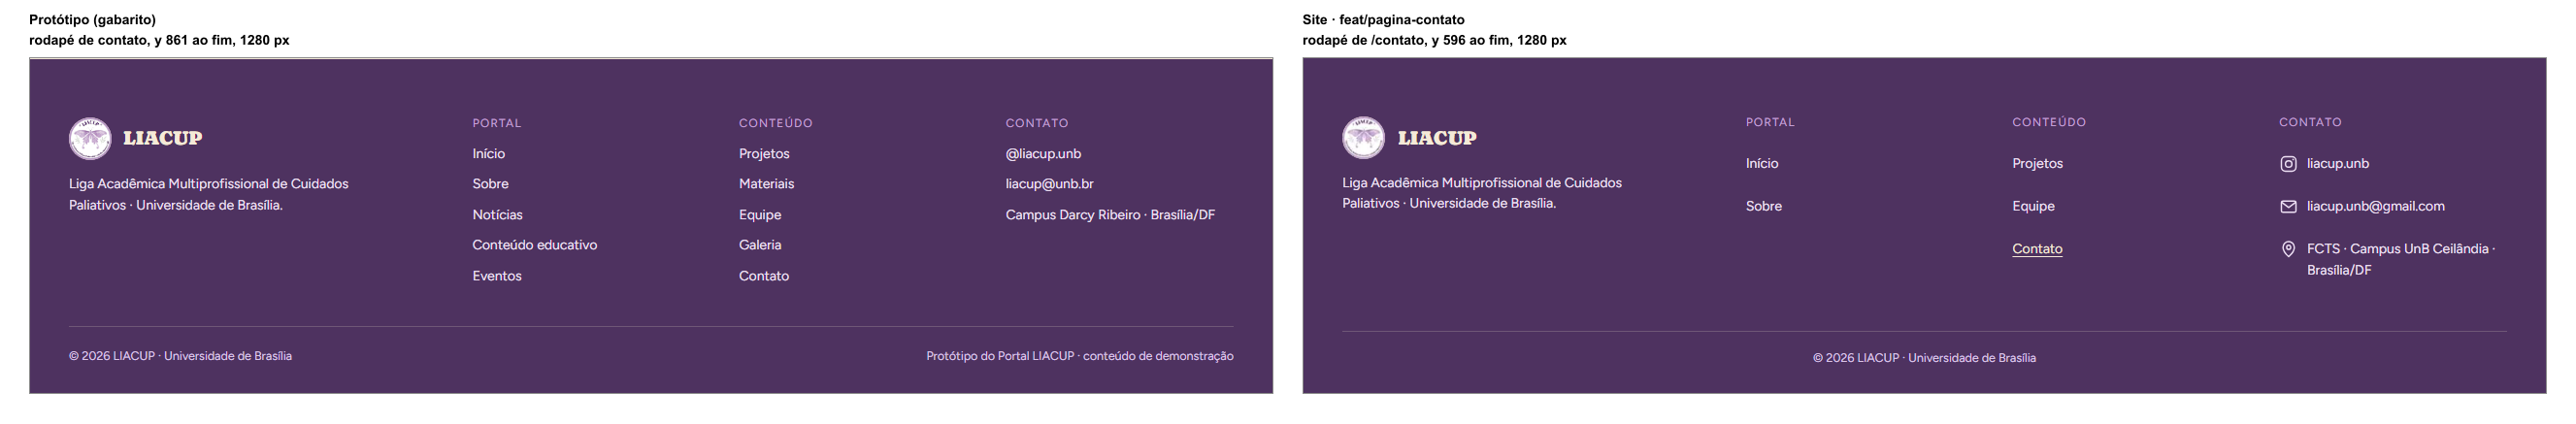 Protótipo (gabarito)
rodapé de contato, y 861 ao fim, 1280 px
LIACUP
LIACUP
Liga Acadêmica Multiprofissional de Cuidados
Paliativos · Universidade de Brasília.
PORTAL
Início
Sobre
Notícias
Conteúdo educativo
Eventos
CONTEÚDO
Projetos
Materiais
Equipe
Galeria
Contato
CONTATO
@liacup.unb
liacup@unb.br
Campus Darcy Ribeiro · Brasília/DF
© 2026 LIACUP · Universidade de Brasília
Protótipo do Portal LIACUP · conteúdo de demonstração
Site · feat/pagina-contato
rodapé de /contato, y 596 ao fim, 1280 px
LIACUP
LIACUP
Liga Acadêmica Multiprofissional de Cuidados
Paliativos · Universidade de Brasília.
PORTAL
Início
Sobre
CONTEÚDO
Projetos
Equipe
Contato
CONTATO
liacup.unb
liacup.unb@gmail.com
FCTS · Campus UnB Ceilândia ·
Brasília/DF
© 2026 LIACUP · Universidade de Brasília